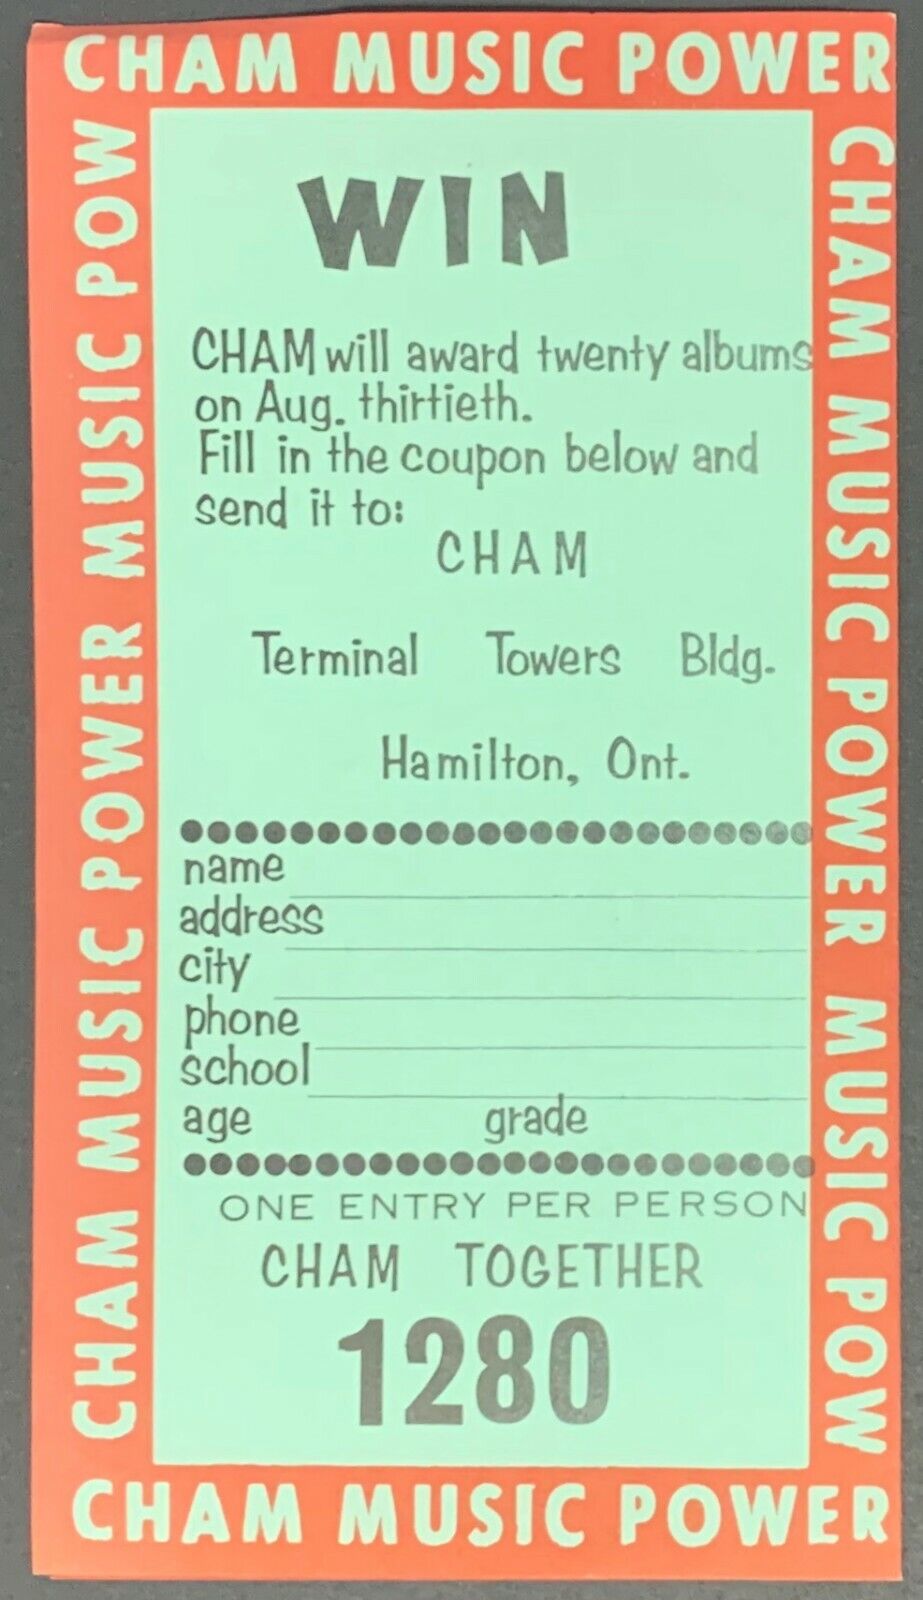 CHAM MUSIC POWER
CHAM MUSIC POWER MUSIC POW
CHAM MUSIC POWER MUSIC POW
WIN
CHAM will award twenty albums
on Aug. thirtieth.
Fill in the coupon below and
send it to:
CHAM
Terminal Towers Bldg.
Hamilton, Ont.
name
address
city
phone
school
age grade
ONE ENTRY PER PERSON
CHAM TOGETHER
1280
CHAM MUSIC POWER